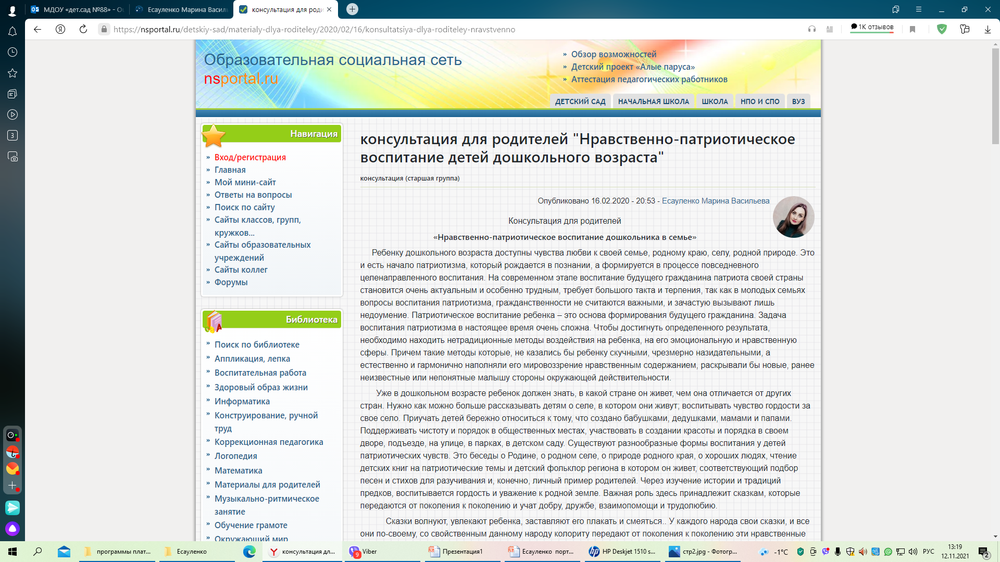 МДОУ «дет.сад №88» - Ou
Есауленко Марина Василь
консультация для роди
https://nsportal.ru/detskiy-sad/materialy-dlya-roditeley/2020/02/16/konsultatsiya-dlya-roditeley-nravstvenno
1К отзывов
3
Образовательная социальная сеть
nsportal.ru
» Обзор возможностей
» Детский проект «Алые паруса»
» Аттестация педагогических работников
ДЕТСКИЙ САД НАЧАЛЬНАЯ ШКОЛА ШКОЛА НПО И СПО ВУЗ
Навигация
» Вход/регистрация
» Главная
» Мой мини-сайт
» Ответы на вопросы
» Поиск по сайту
» Сайты классов, групп,
кружков...
» Сайты образовательных
учреждений
» Сайты коллег
» Форумы
Библиотека
» Поиск по библиотеке
» Аппликация, лепка
» Воспитательная работа
» Здоровый образ жизни
» Информатика
» Конструирование, ручной
труд
» Коррекционная педагогика
» Логопедия
» Математика
» Материалы для родителей
» Музыкально-ритмическое
занятие
» Обучение грамоте
» Окружающий мир
консультация для родителей "Нравственно-патриотическое
воспитание детей дошкольного возраста"
консультация (старшая группа)
Опубликовано 16.02.2020 - 20:53 - Есауленко Марина Васильева
Консультация для родителей
«Нравственно-патриотическое воспитание дошкольника в семье»
Ребенку дошкольного возраста доступны чувства любви к своей семье, родному краю, селу, родной природе. Это
и есть начало патриотизма, который рождается в познании, а формируется в процессе повседневного
целенаправленного воспитания. На современном этапе воспитание будущего гражданина патриота своей страны
становится очень актуальным и особенно трудным, требует большого такта и терпения, так как в молодых семьях
вопросы воспитания патриотизма, гражданственности не считаются важными, и зачастую вызывают лишь
недоумение. Патриотическое воспитание ребенка – это основа формирования будущего гражданина. Задача
воспитания патриотизма в настоящее время очень сложна. Чтобы достигнуть определенного результата,
необходимо находить нетрадиционные методы воздействия на ребенка, на его эмоциональную и нравственную
сферы. Причем такие методы которые, не казались бы ребенку скучными, чрезмерно назидательными, а
естественно и гармонично наполняли его мировоззрение нравственным содержанием, раскрывали бы новые, ранее
неизвестные или непонятные малышу стороны окружающей действительности.
Уже в дошкольном возрасте ребенок должен знать, в какой стране он живет, чем она отличается от других
стран. Нужно как можно больше рассказывать детям о селе, в котором они живут; воспитывать чувство гордости за
свое село. Приучать детей бережно относиться к тому, что создано бабушками, дедушками, мамами и папами.
Поддерживать чистоту и порядок в общественных местах, участвовать в создании красоты и порядка в своем
дворе, подъезде, на улице, в парках, в детском саду. Существуют разнообразные формы воспитания у детей
патриотических чувств. Это беседы о Родине, о родном селе, о природе родного края, о хороших людях, чтение
детских книг на патриотические темы и детский фольклор региона в котором он живет, соответствующий подбор
песен и стихов для разучивания и, конечно, личный пример родителей. Через изучение истории и традиций
предков, воспитывается гордость и уважение к родной земле. Важная роль здесь принадлежит сказкам, которые
передаются от поколения к поколению и учат добру, дружбе, взаимопомощи и трудолюбию.
Сказки волнуют, увлекают ребенка, заставляют его плакать и смеяться.. У каждого народа свои сказки, и все
они по-своему, со свойственным данному народу колориту передают от поколения к поколению эти нравственные
программы плат...
Есауленко
консультация дл...
9
Viber
Презентация1
Есауленко порт...
HP Deskjet 1510 s...
стр2.jpg - Фотогр...
-1°C
РУС
13:19
12.11.2021
2